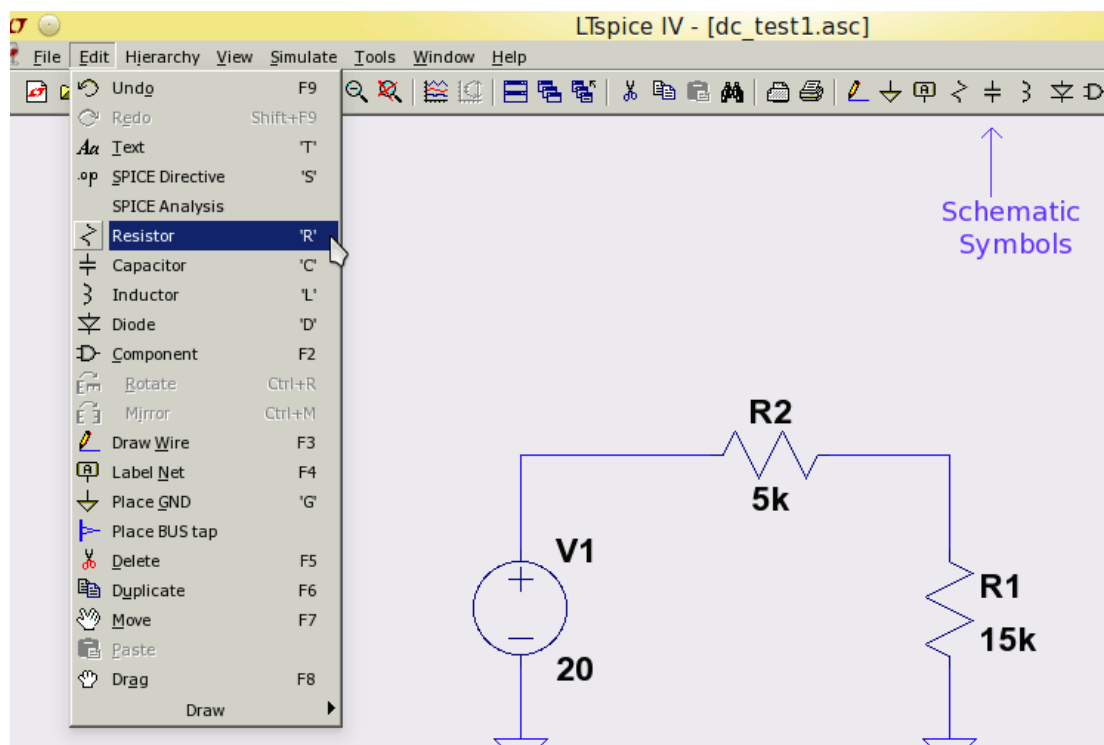 LTspice IV - [dc_test1.asc]
File Edit Hierarchy View Simulate Tools Window Help
Undo F9
Redo Shift+F9
Aa Text 'T'
.op SPICE Directive 'S'
SPICE Analysis
Resistor 'R'
Capacitor 'C'
Inductor 'L'
Diode 'D'
Component F2
Rotate Ctrl+R
Mirror Ctrl+M
Draw Wire F3
Label Net F4
Place GND 'G'
Place BUS tap
Delete F5
Duplicate F6
Move F7
Paste
Drag F8
Draw
Schematic
Symbols
R2
5k
V1
20
R1
15k